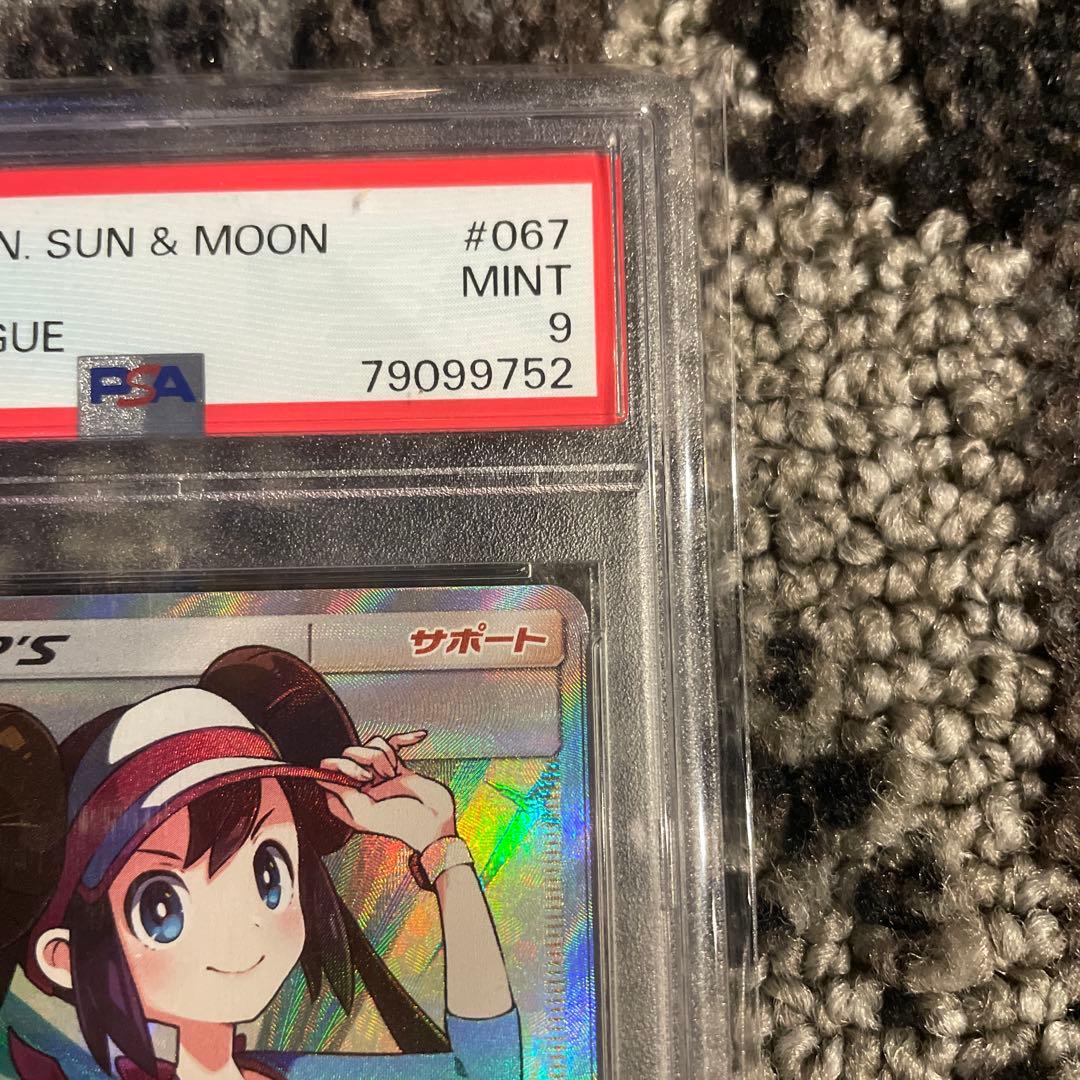 N. SUN & MOON #067
MINT
GUE 9
PSA 79099752
P'S サポート